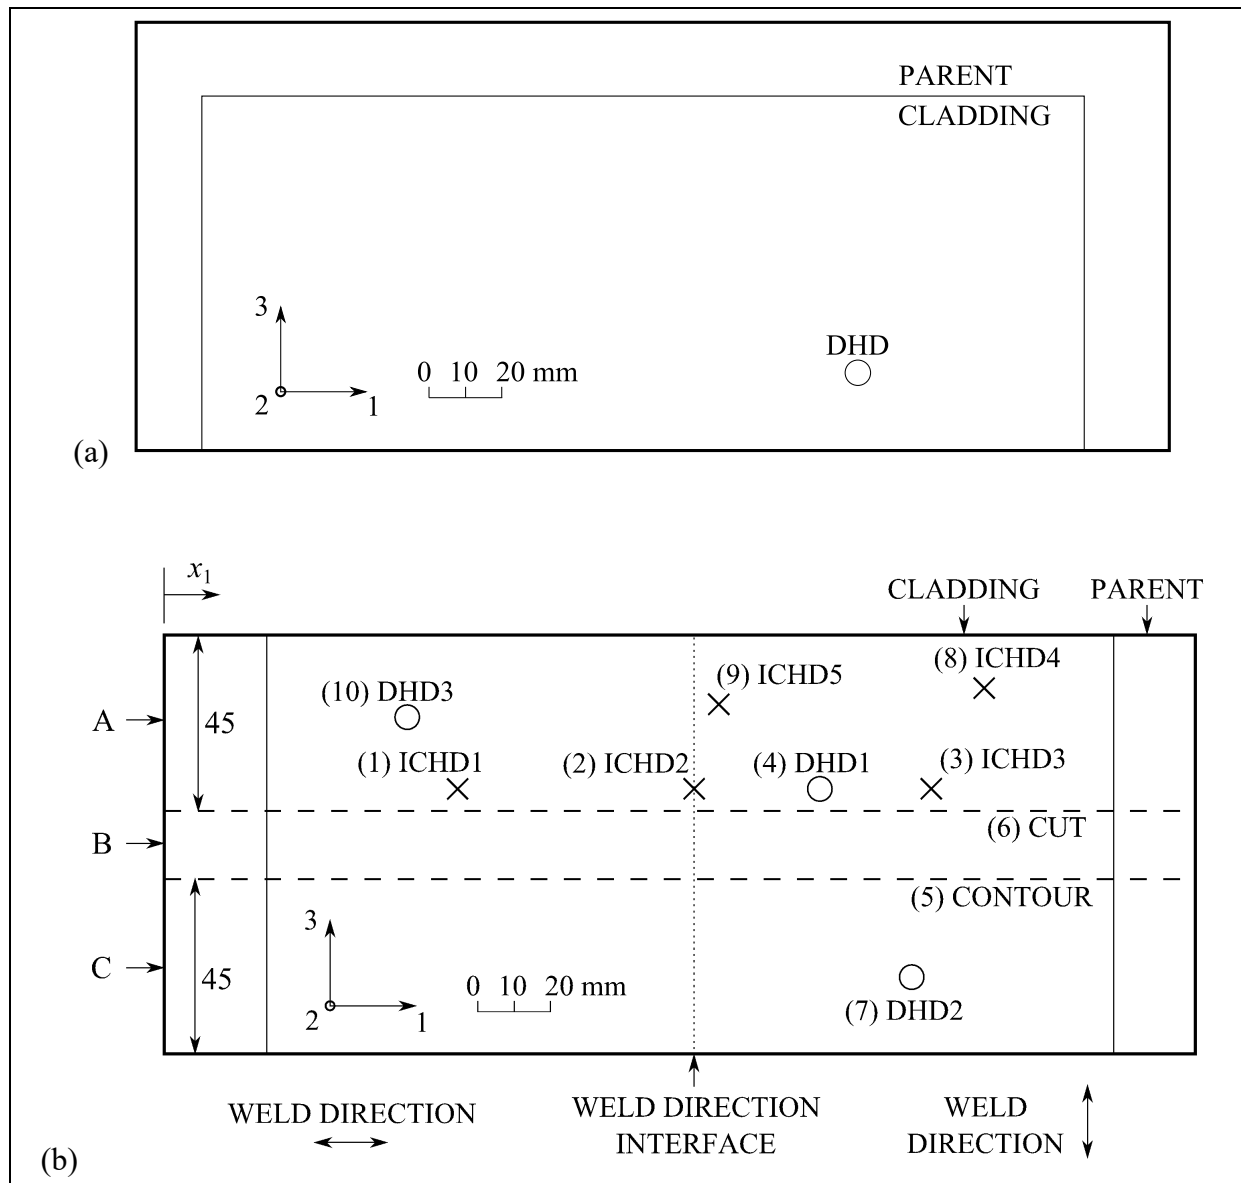 PARENT
CLADDING
3
DHD
0 10 20 mm
2
1
(a)
x1
CLADDING
PARENT
(8) ICHD4
(9) ICHD5
(10) DHD3
A
45
(1) ICHD1
(2) ICHD2
(4) DHD1
(3) ICHD3
(6) CUT
B
(5) CONTOUR
3
C
45
0 10 20 mm
2
1
(7) DHD2
WELD DIRECTION
WELD DIRECTION
INTERFACE
WELD
DIRECTION
(b)